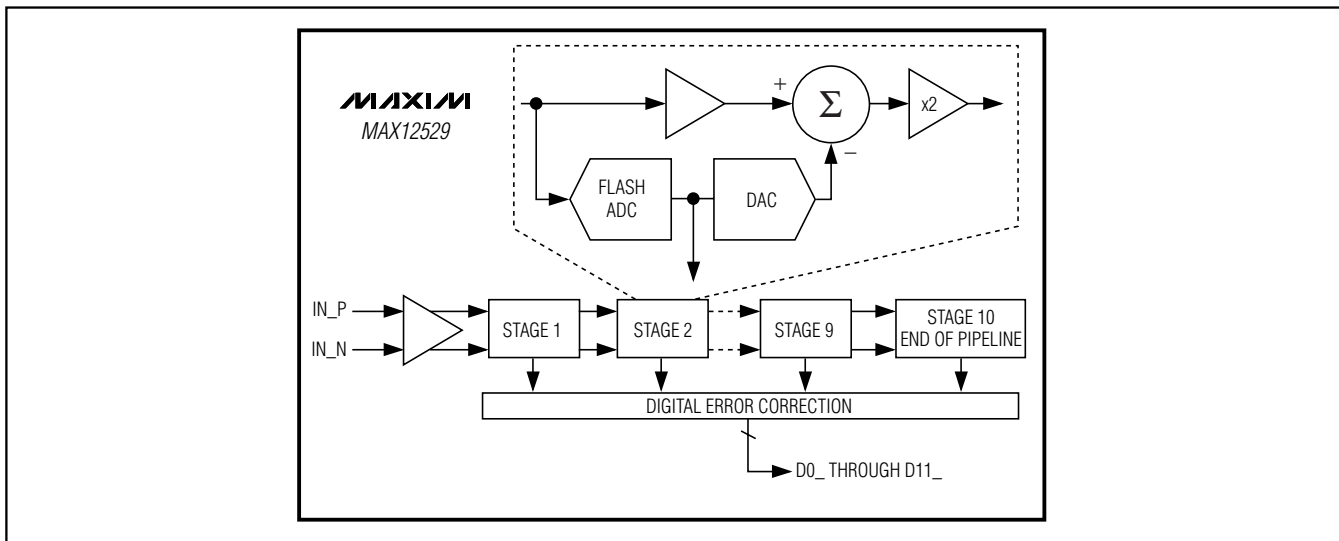 MAXIM
MAX12529
+
Σ
x2
−
FLASH
ADC
DAC
IN_P
IN_N
STAGE 1
STAGE 2
STAGE 9
STAGE 10
END OF PIPELINE
DIGITAL ERROR CORRECTION
D0_ THROUGH D11_